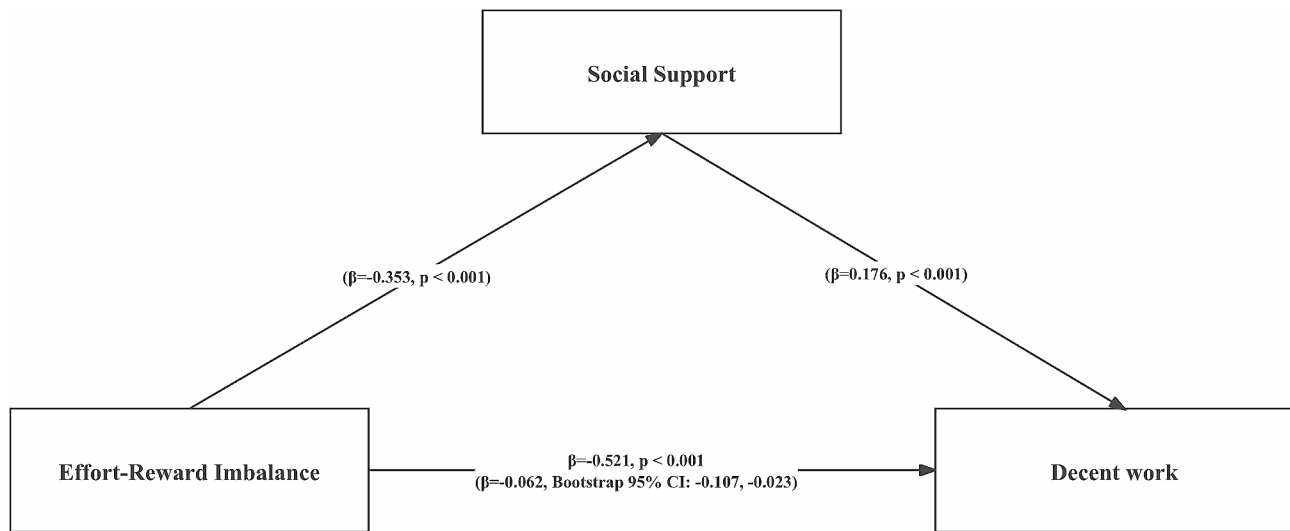 Social Support
(β=-0.353, p < 0.001)
(β=0.176, p < 0.001)
Effort-Reward Imbalance
β=-0.521, p < 0.001
(β=-0.062, Bootstrap 95% CI: -0.107, -0.023)
Decent work